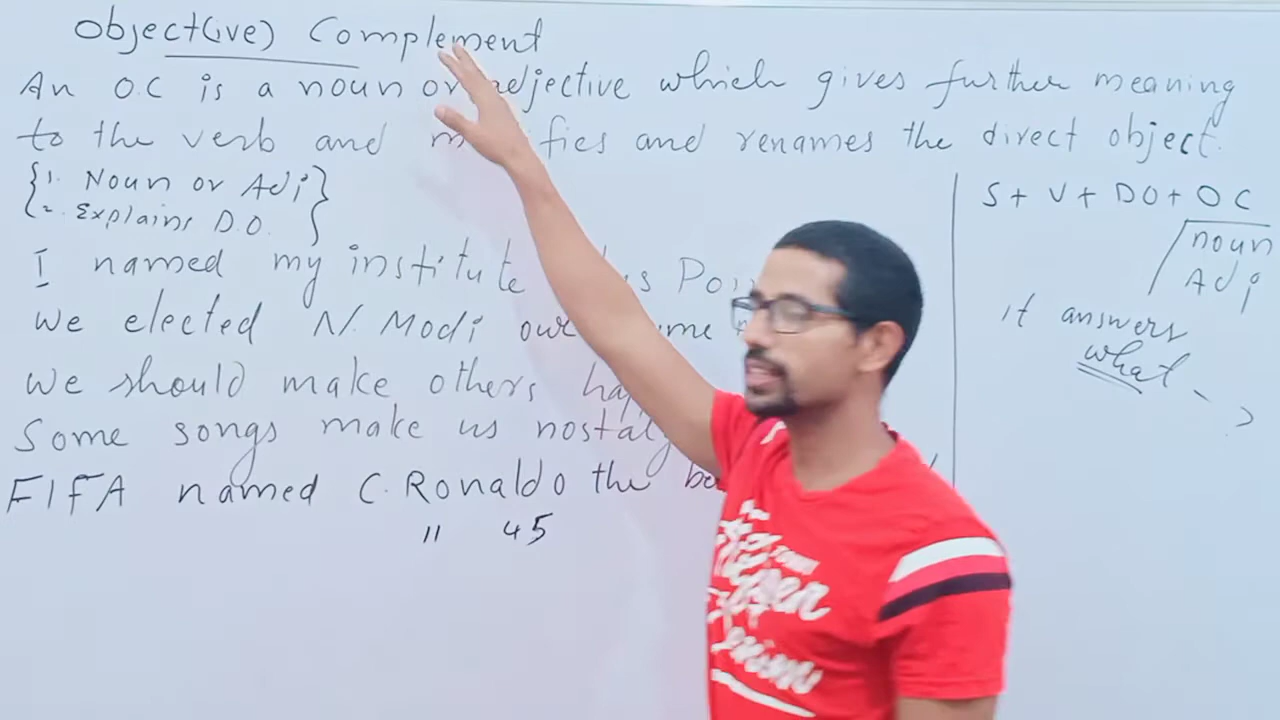 Object(ive) Complement
An OC is a noun or adjective which gives further meaning
to the verb and renames the direct object.
{1. Noun or Adj}
{2. Explains D.O.}
I named my institute
We elected N. Modi our
We should make others
Some songs make us
FIFA named C. Ronaldo the
" 45
S + V + DO + OC
noun
Adj
it answers
what